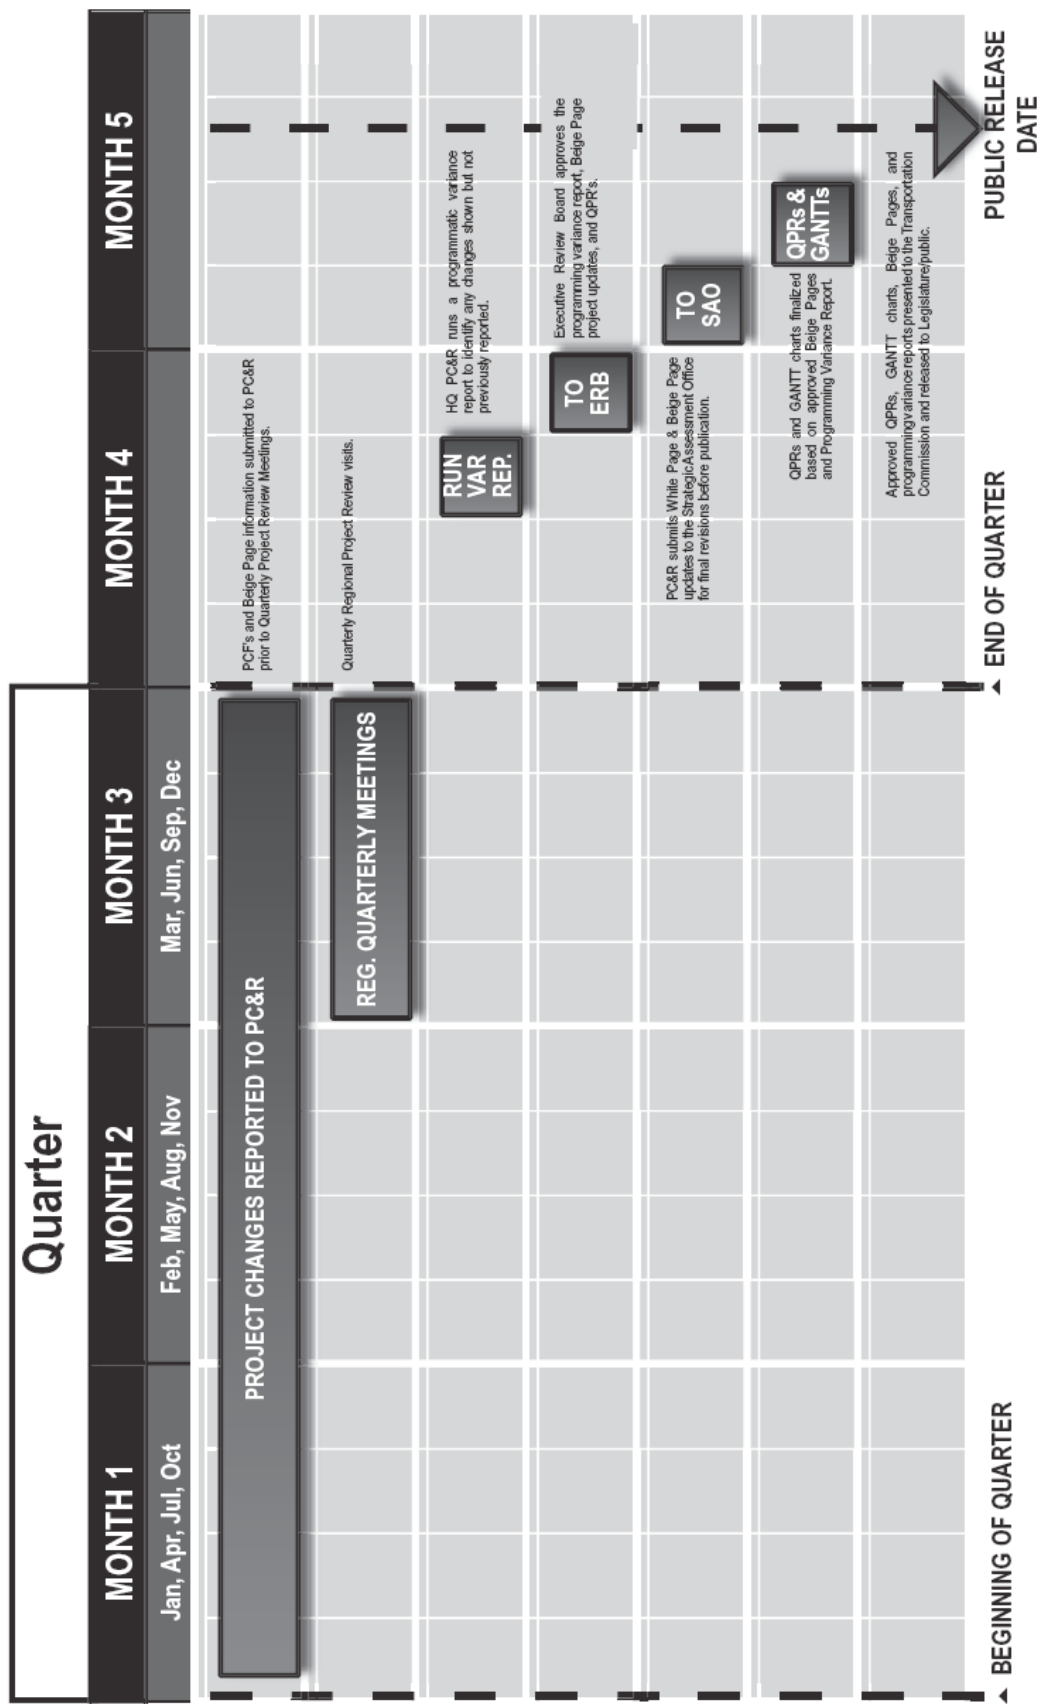 Quarter
MONTH 1
MONTH 2
MONTH 3
MONTH 4
MONTH 5
Jan, Apr, Jul, Oct
Feb, May, Aug, Nov
Mar, Jun, Sep, Dec
PROJECT CHANGES REPORTED TO PC&R
PCF's and Beige Page information submitted to PC&R
prior to Quarterly Project Review Meetings.
REG. QUARTERLY MEETINGS
Quarterly Regional Project Review visits.
RUN
VAR
REP.
HQ PC&R runs a programmatic variance
report to identify any changes shown but not
previously reported.
TO
ERB
Executive Review Board approves the
programming variance report, Beige Page
project updates, and QPR's.
PC&R submits White Page & Beige Page
updates to the Strategic Assessment Office
for final revisions before publication.
TO
SAO
QPRs and GANTT charts finalized
based on approved Beige Pages
and Programming Variance Report.
QPRs &
GANTTs
Approved QPRs, GANTT charts, Beige Pages, and
programming variance reports presented to the Transportation
Commission and released to Legislature/public.
BEGINNING OF QUARTER
END OF QUARTER
PUBLIC RELEASE
DATE